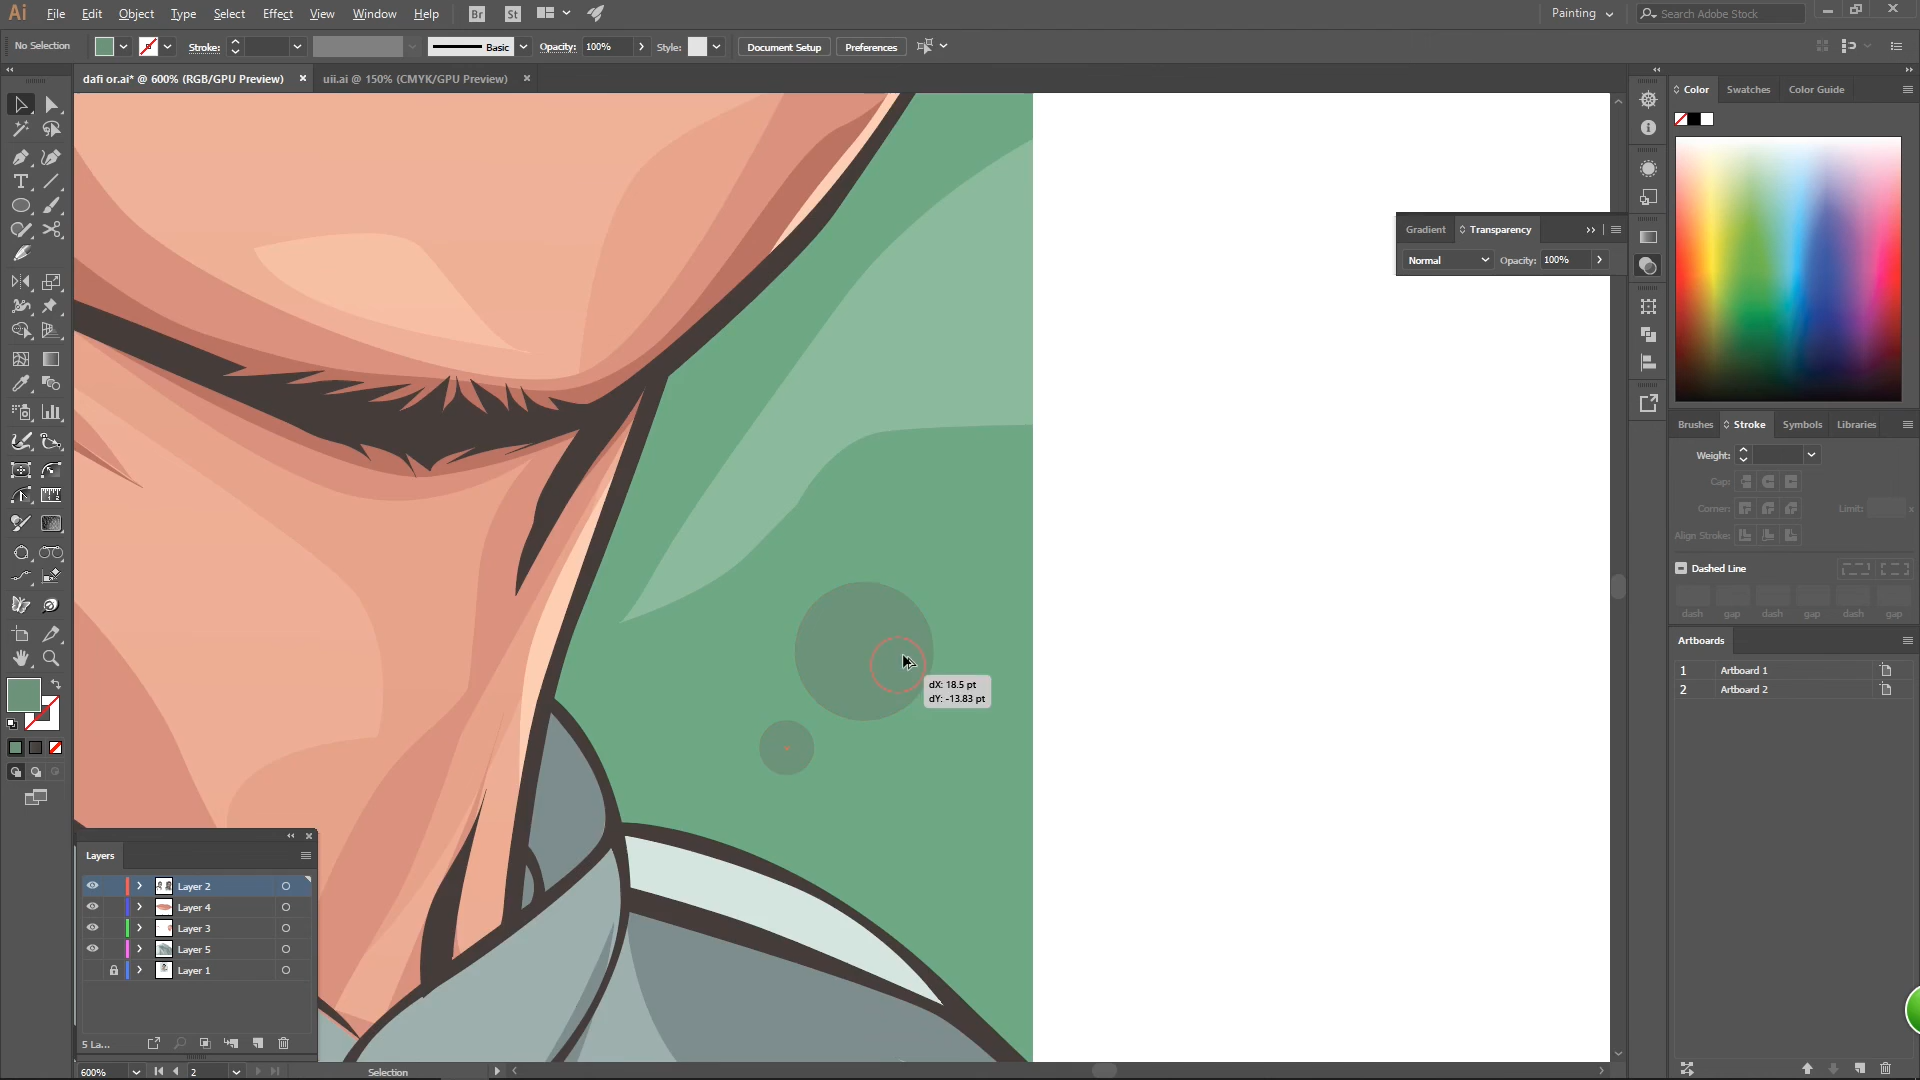 Ai File Edit Object Type Select Effect View Window Help Br St Painting Search Adobe Stock
No Selection Stroke: Basic Opacity: 100% Style: Document Setup Preferences
dafi or.ai* @ 600% (RGB/GPU Preview) × uii.ai @ 150% (CMYK/GPU Preview) ×
Color Swatches Color Guide
Gradient Transparency
Normal Opacity: 100%
Brushes Stroke Symbols Libraries
Weight:
Cap:
Corner: Limit: x
Align Stroke:
Dashed Line
dash gap dash gap dash gap
Artboards
1 Artboard 1
2 Artboard 2
dX: 18.5 pt
dY: -13.83 pt
Layers
Layer 2
Layer 4
Layer 3
Layer 5
Layer 1
5 La...
600% 2 Selection